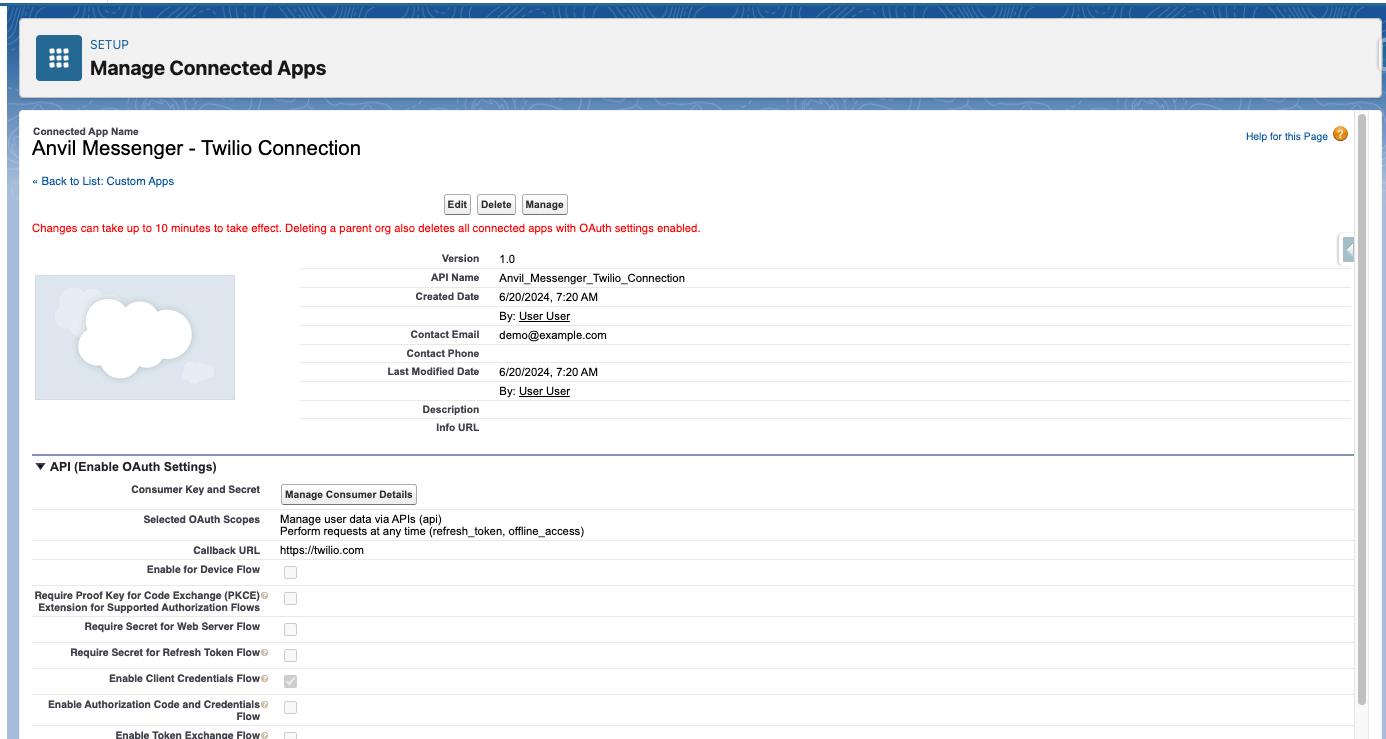 SETUP
Manage Connected Apps
Connected App Name
Anvil Messenger - Twilio Connection
Help for this Page ?
« Back to List: Custom Apps
Edit Delete Manage
Changes can take up to 10 minutes to take effect. Deleting a parent org also deletes all connected apps with OAuth settings enabled.
Version 1.0
API Name Anvil_Messenger_Twilio_Connection
Created Date 6/20/2024, 7:20 AM
By: User User
Contact Email demo@example.com
Contact Phone
Last Modified Date 6/20/2024, 7:20 AM
By: User User
Description
Info URL
API (Enable OAuth Settings)
Consumer Key and Secret Manage Consumer Details
Selected OAuth Scopes Manage user data via APIs (api)
Perform requests at any time (refresh_token, offline_access)
Callback URL https://twilio.com
Enable for Device Flow
Require Proof Key for Code Exchange (PKCE)
Extension for Supported Authorization Flows
Require Secret for Web Server Flow
Require Secret for Refresh Token Flow
Enable Client Credentials Flow
Enable Authorization Code and Credentials
Flow
Enable Token Exchange Flow